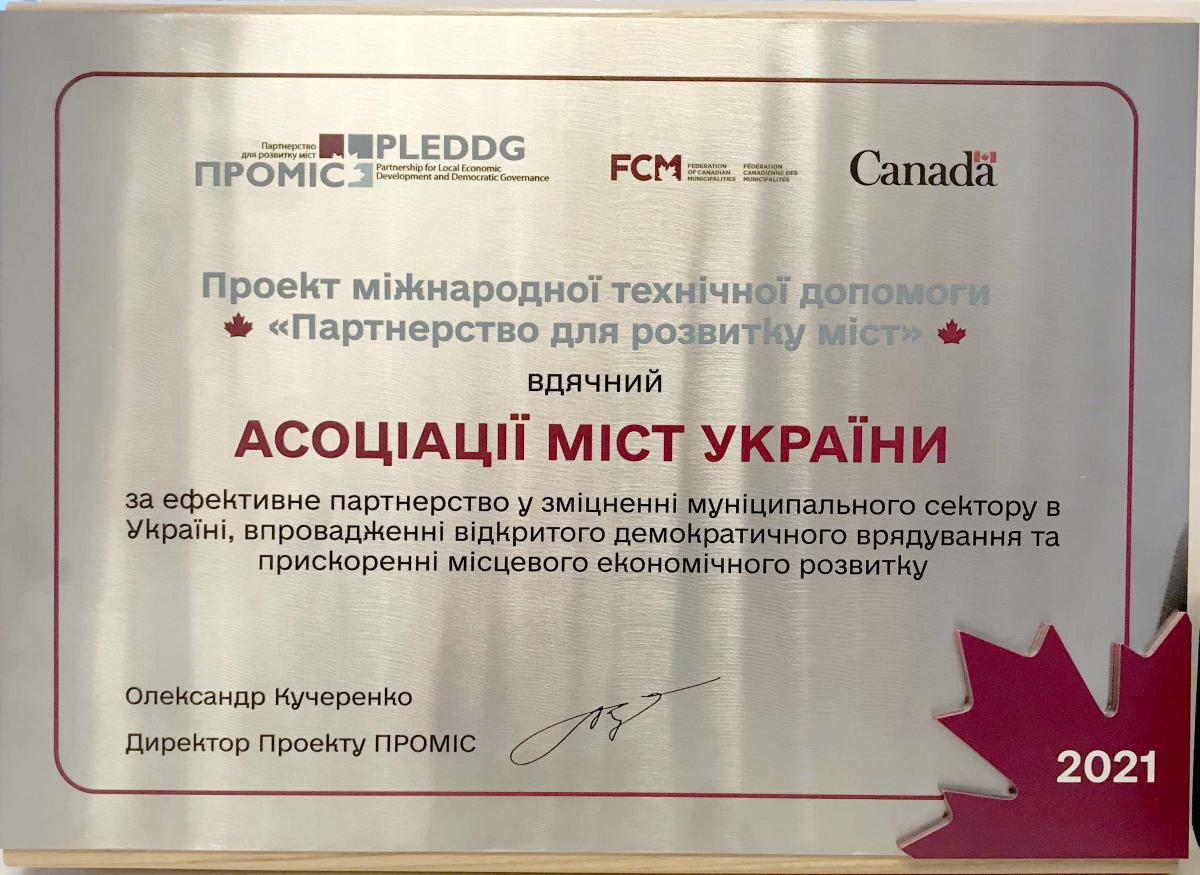 Партнерство
для розвитку міст
ПРОМІС
PLEDDG
Partnership for Local Economic
Development and Democratic Governance
FCM
FEDERATION
OF CANADIAN
MUNICIPALITIES
FÉDÉRATION
CANADIENNE DES
MUNICIPALITÉS
Canada
Проект міжнародної технічної допомоги
«Партнерство для розвитку міст»
вдячний
АСОЦІАЦІЇ МІСТ УКРАЇНИ
за ефективне партнерство у зміцненні муніципального сектору в
Україні, впровадженні відкритого демократичного врядування та
прискоренні місцевого економічного розвитку
Олександр Кучеренко
Директор Проекту ПРОМІС
2021